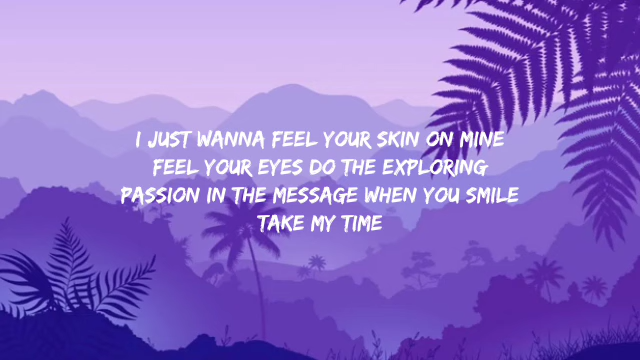 I JUST WANNA FEEL YOUR SKIN ON MINE
FEEL YOUR EYES DO THE EXPLORING
PASSION IN THE MESSAGE WHEN YOU SMILE
TAKE MY TIME